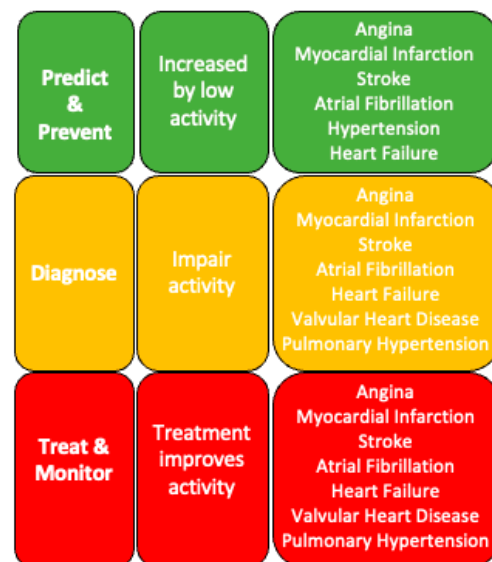 Predict
&
Prevent
Increased
by low
activity
Angina
Myocardial Infarction
Stroke
Atrial Fibrillation
Hypertension
Heart Failure
Diagnose
Impair
activity
Angina
Myocardial Infarction
Stroke
Atrial Fibrillation
Heart Failure
Valvular Heart Disease
Pulmonary Hypertension
Treat &
Monitor
Treatment
improves
activity
Angina
Myocardial Infarction
Stroke
Atrial Fibrillation
Heart Failure
Valvular Heart Disease
Pulmonary Hypertension